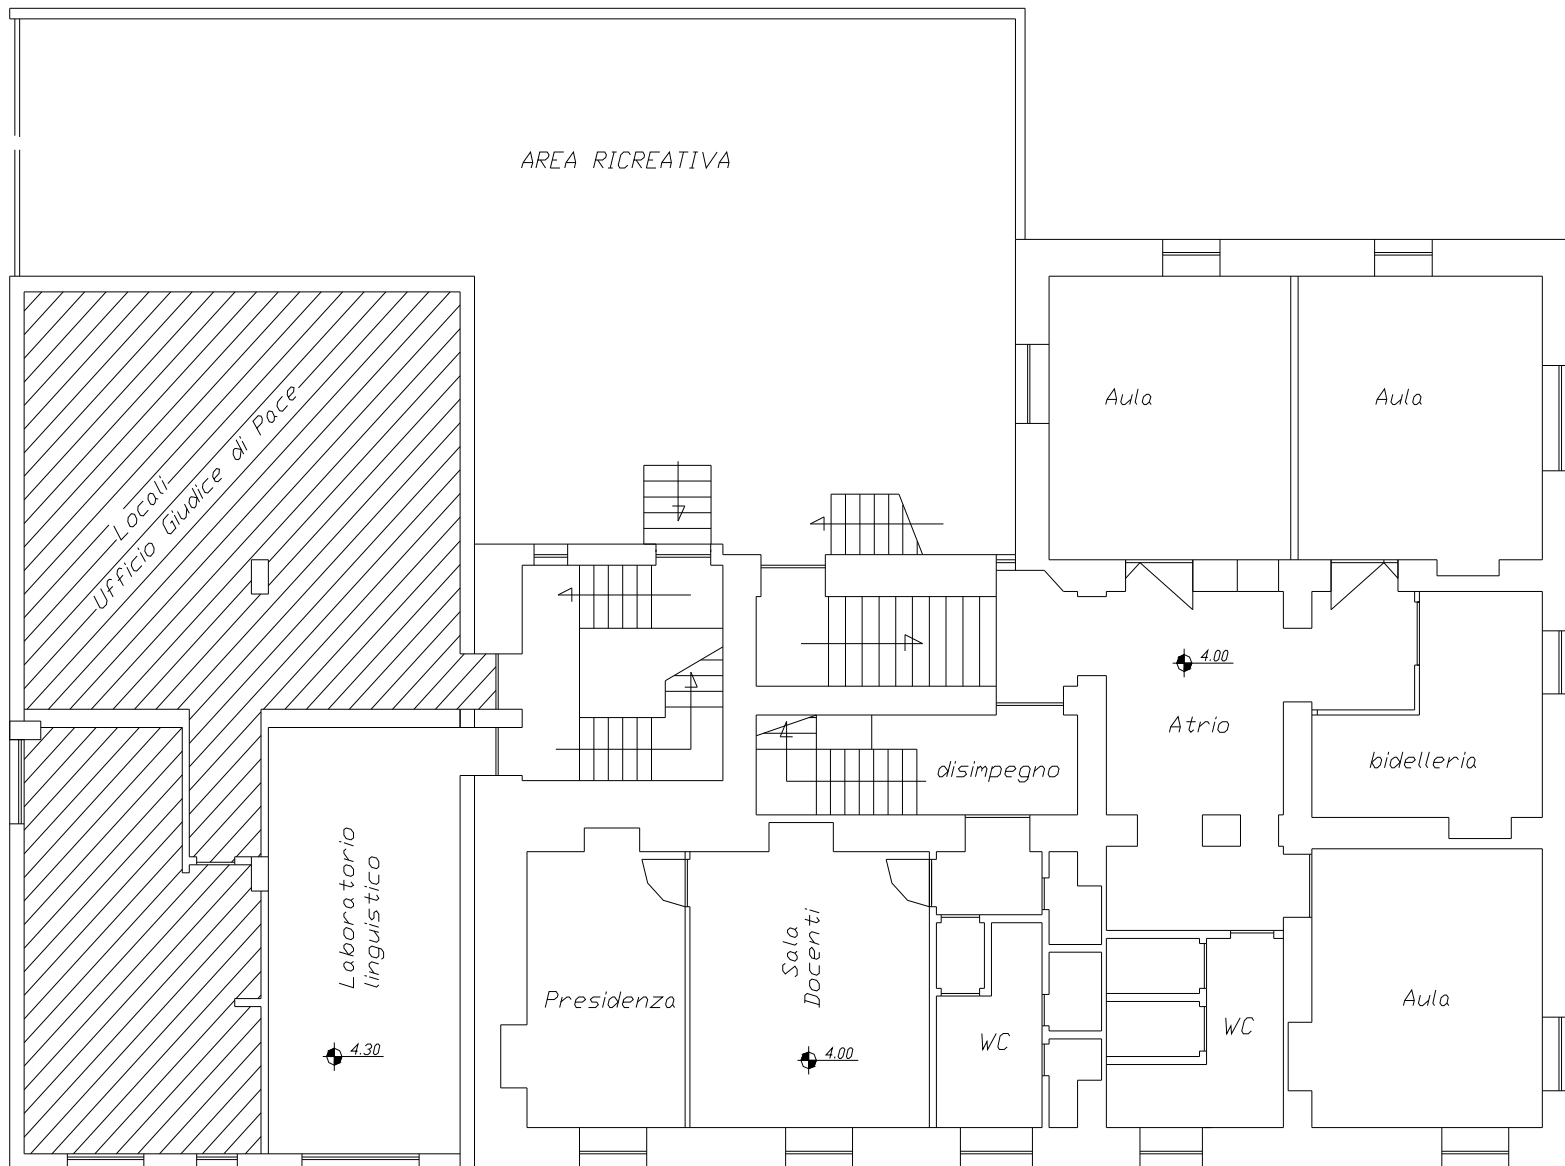 AREA RICREATIVA
Aula
Aula
Locali
Ufficio Giudice di Pace
4.00
Atrio
disimpegno
bidelleria
Laboratorio
linguistico
Sala
Docenti
Presidenza
Aula
WC
WC
4.30
4.00